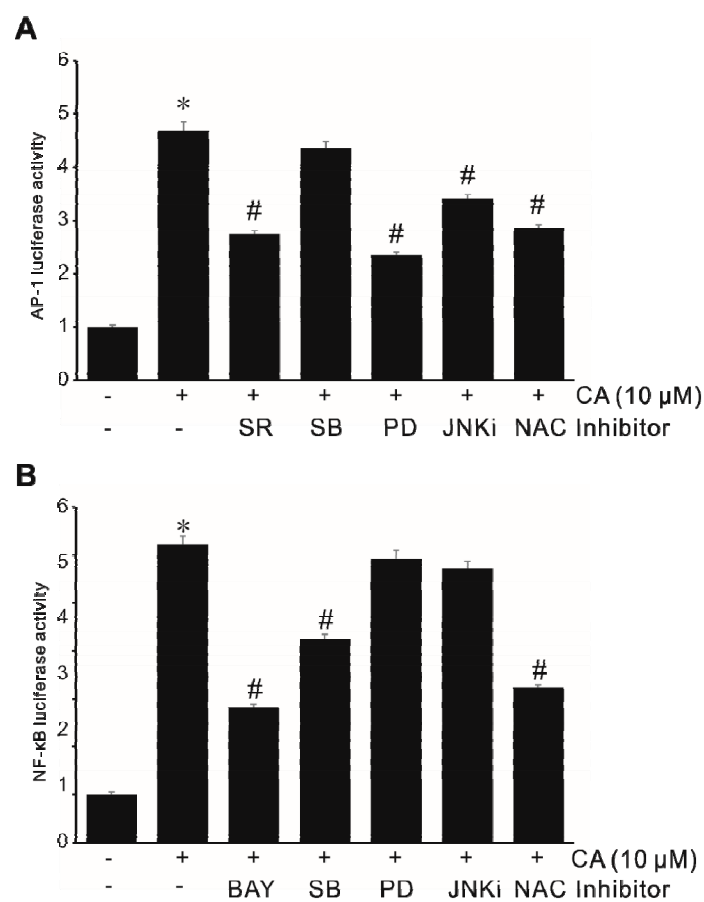 A
6
5
4
3
2
1
0
AP-1 luciferase activity
*
#
#
#
#
- + + + + + + CA (10 µM)
- - SR SB PD JNKi NAC Inhibitor
B
6
5
4
3
2
1
0
NF-κB luciferase activity
*
#
#
#
- + + + + + + CA (10 µM)
- - BAY SB PD JNKi NAC Inhibitor